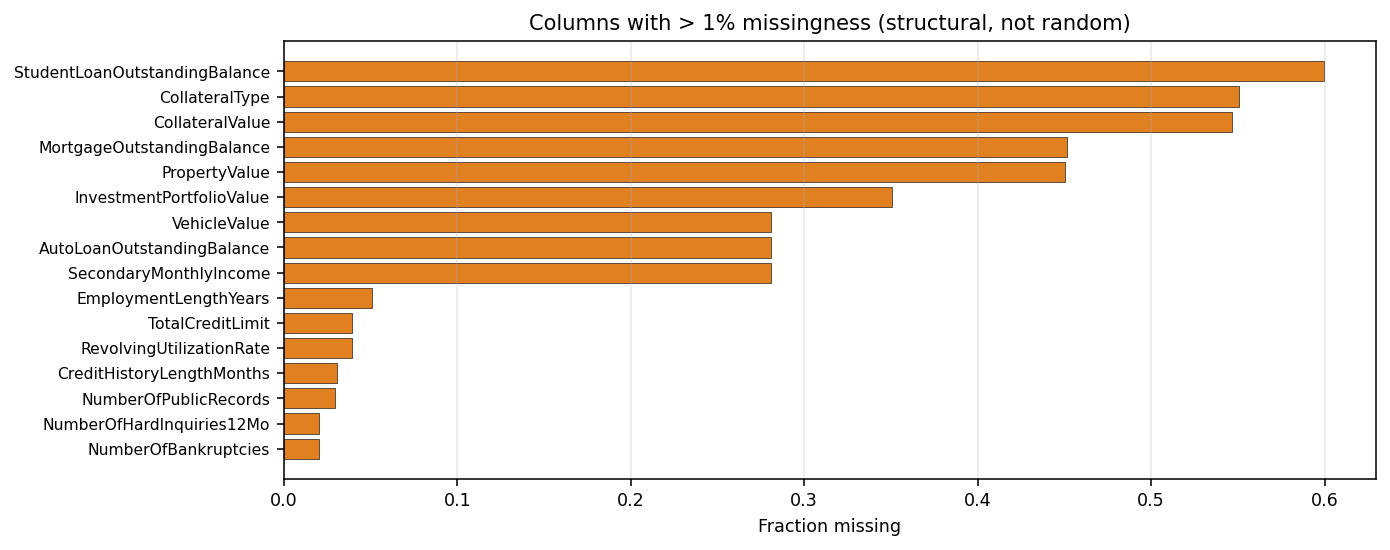 Columns with > 1% missingness (structural, not random)
StudentLoanOutstandingBalance
CollateralType
CollateralValue
MortgageOutstandingBalance
PropertyValue
InvestmentPortfolioValue
VehicleValue
AutoLoanOutstandingBalance
SecondaryMonthlyIncome
EmploymentLengthYears
TotalCreditLimit
RevolvingUtilizationRate
CreditHistoryLengthMonths
NumberOfPublicRecords
NumberOfHardInquiries12Mo
NumberOfBankruptcies
0.0 0.1 0.2 0.3 0.4 0.5 0.6
Fraction missing